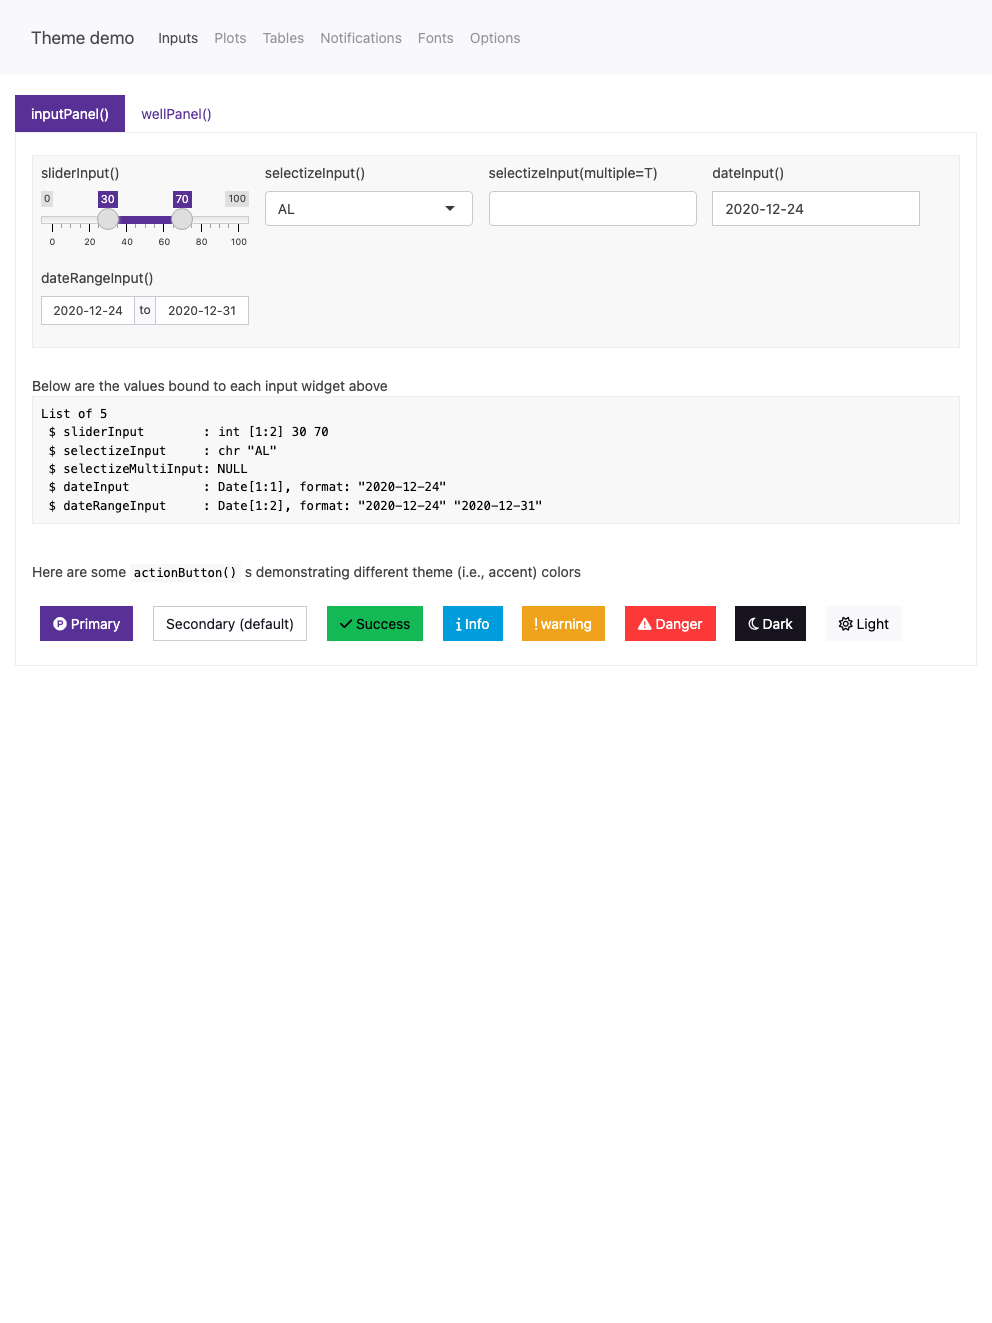 Theme demo Inputs Plots Tables Notifications Fonts Options
inputPanel() wellPanel()
sliderInput() selectizeInput() selectizeInput(multiple=T) dateInput()
0 30 70 100
AL 2020-12-24
0 20 40 60 80 100
dateRangeInput()
2020-12-24 to 2020-12-31
Below are the values bound to each input widget above
List of 5
$ sliderInput : int [1:2] 30 70
$ selectizeInput : chr "AL"
$ selectizeMultiInput: NULL
$ dateInput : Date[1:1], format: "2020-12-24"
$ dateRangeInput : Date[1:2], format: "2020-12-24" "2020-12-31"
Here are some actionButton() s demonstrating different theme (i.e., accent) colors
Primary Secondary (default) Success Info warning Danger Dark Light